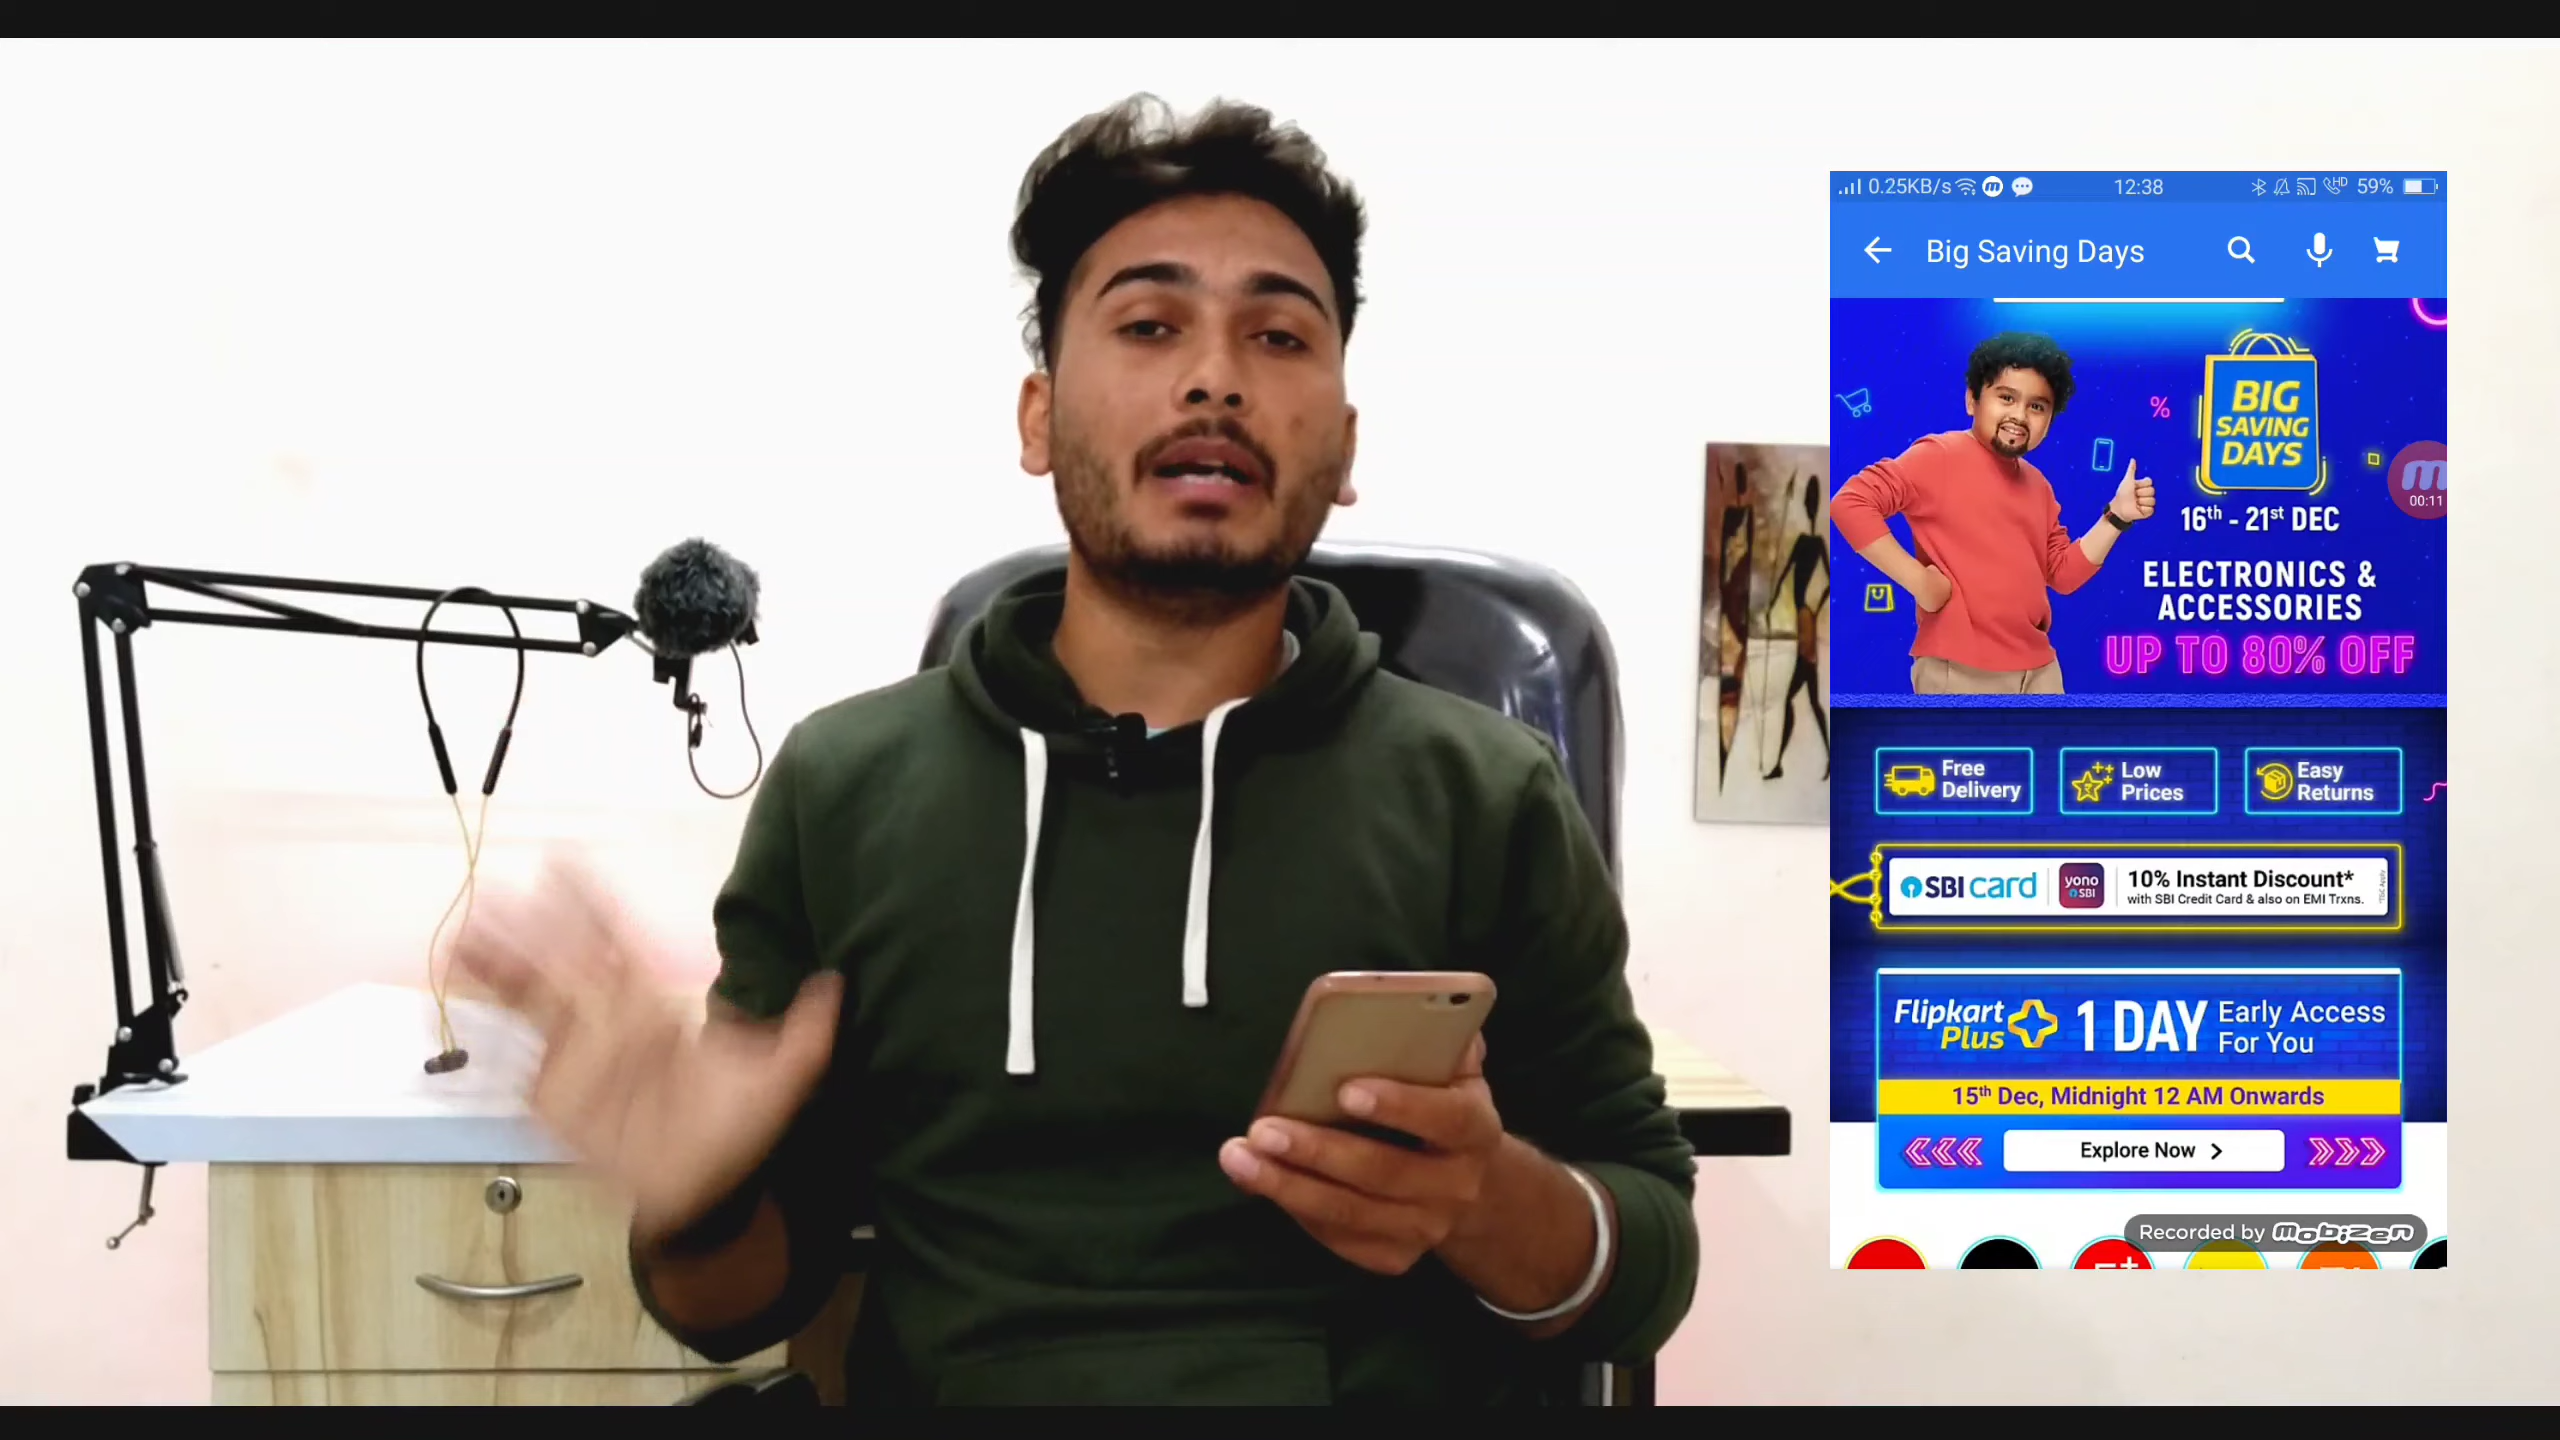 0.25KB/s 12:38 HD 59%
Big Saving Days
BIG
SAVING
DAYS
16th - 21st DEC
00:11
ELECTRONICS &
ACCESSORIES
UP TO 80% OFF
Free
Delivery
Low
Prices
Easy
Returns
SBI card
yono
SBI
10% Instant Discount*
with SBI Credit Card & also on EMI Trxns.
Flipkart
Plus
1 DAY
Early Access
For You
15th Dec, Midnight 12 AM Onwards
Explore Now
Recorded by mobizen